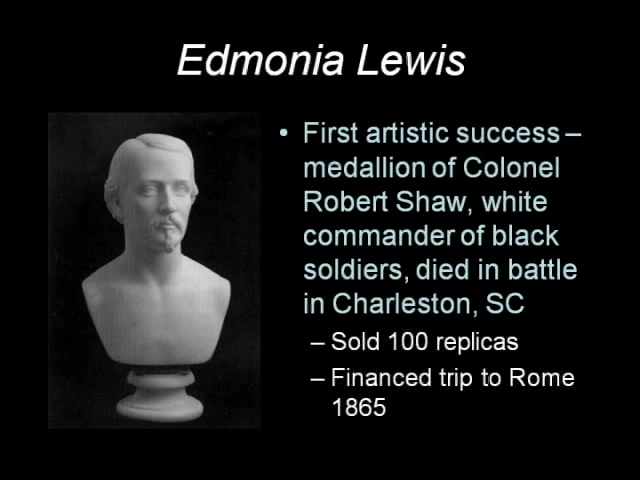 Edmonia Lewis
• First artistic success –
medallion of Colonel
Robert Shaw, white
commander of black
soldiers, died in battle
in Charleston, SC
– Sold 100 replicas
– Financed trip to Rome
1865